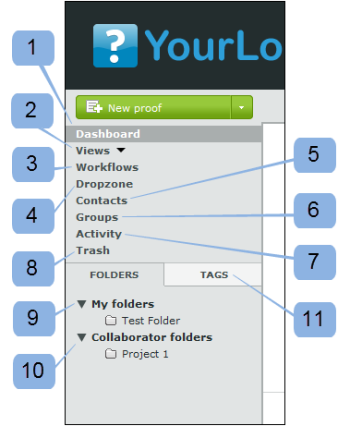 1
? YourLo
2
New proof
Dashboard
Views
3
Workflows
5
4
Dropzone
Contacts
6
Groups
Activity
7
8
Trash
FOLDERS TAGS
9
My folders
11
Test Folder
10
Collaborator folders
Project 1